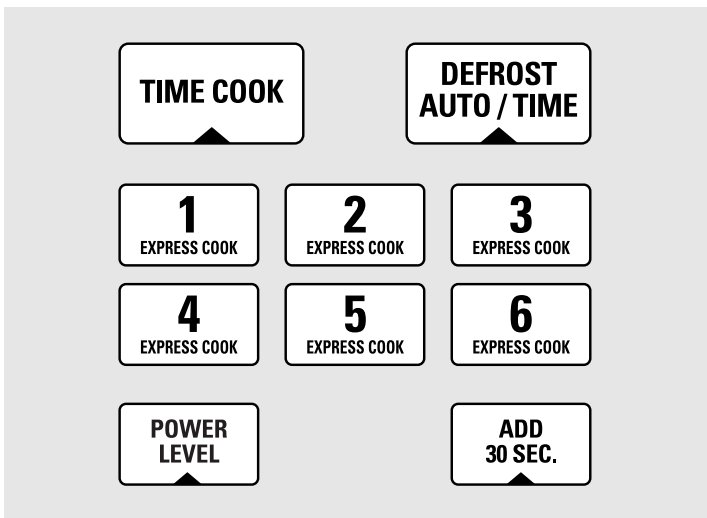 TIME COOK
DEFROST
AUTO / TIME
1
EXPRESS COOK
2
EXPRESS COOK
3
EXPRESS COOK
4
EXPRESS COOK
5
EXPRESS COOK
6
EXPRESS COOK
POWER
LEVEL
ADD
30 SEC.